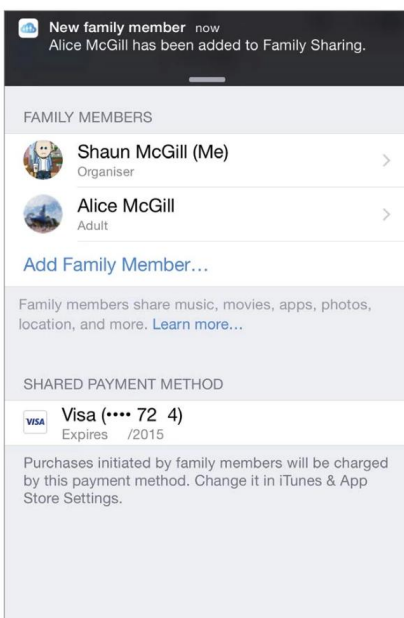 New family member now
Alice McGill has been added to Family Sharing.
FAMILY MEMBERS
Shaun McGill (Me)
Organiser
Alice McGill
Adult
Add Family Member...
Family members share music, movies, apps, photos,
location, and more. Learn more...
SHARED PAYMENT METHOD
VISA
Visa (•••• 72 4)
Expires /2015
Purchases initiated by family members will be charged
by this payment method. Change it in iTunes & App
Store Settings.